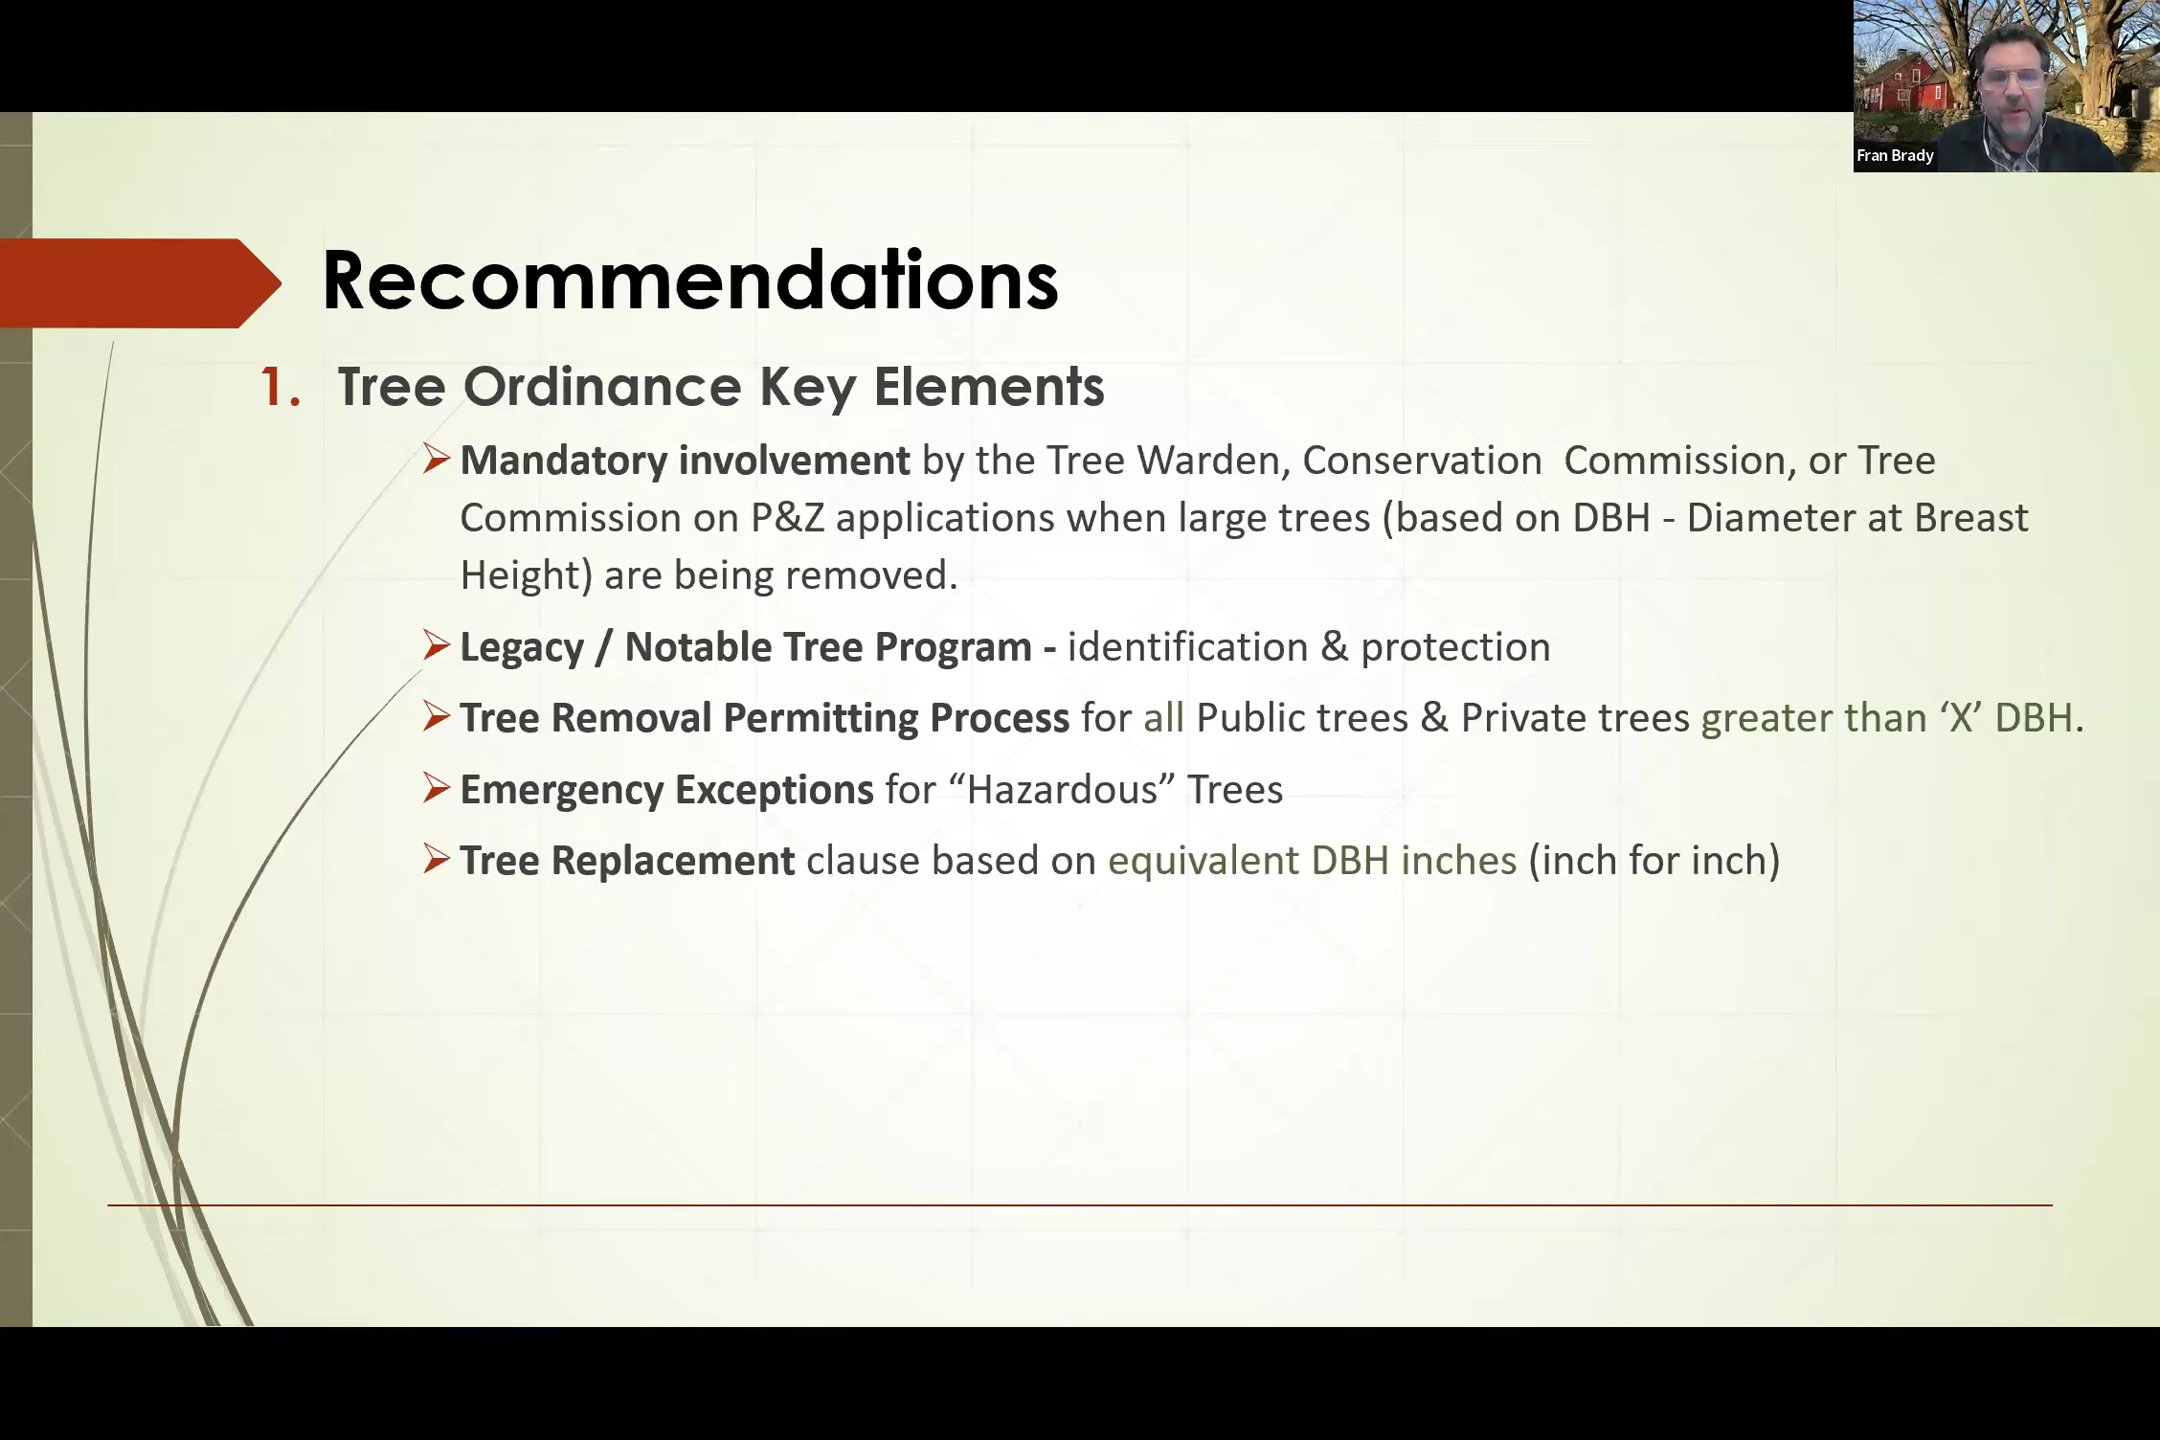 Fran Brady
Recommendations
1. Tree Ordinance Key Elements
➢ Mandatory involvement by the Tree Warden, Conservation  Commission, or Tree
Commission on P&Z applications when large trees (based on DBH - Diameter at Breast
Height) are being removed.
➢ Legacy / Notable Tree Program - identification & protection
➢ Tree Removal Permitting Process for all Public trees & Private trees greater than ‘X’ DBH.
➢ Emergency Exceptions for “Hazardous” Trees
➢ Tree Replacement clause based on equivalent DBH inches (inch for inch)